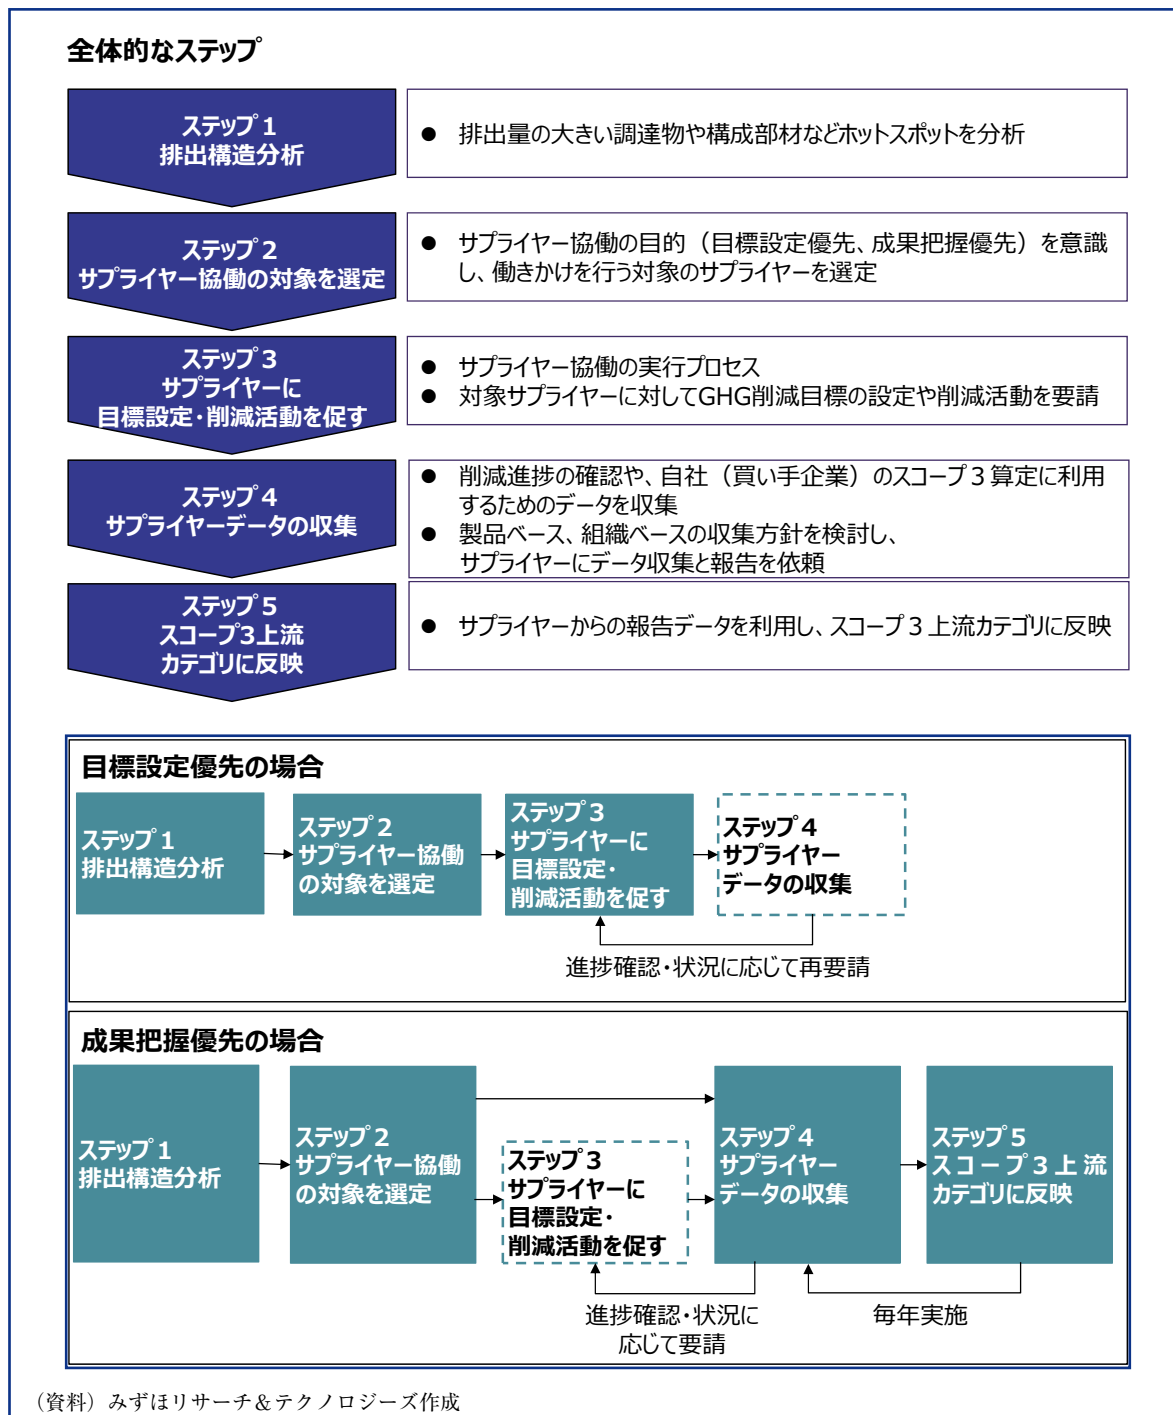 全体的なステップ
ステップ１
排出構造分析
● 排出量の大きい調達物や構成部材などホットスポットを分析
ステップ２
サプライヤー協働の対象を選定
● サプライヤー協働の目的（目標設定優先、成果把握優先）を意識
し、働きかけを行う対象のサプライヤーを選定
ステップ３
サプライヤーに
目標設定・削減活動を促す
● サプライヤー協働の実行プロセス
● 対象サプライヤーに対してGHG削減目標の設定や削減活動を要請
ステップ４
サプライヤーデータの収集
● 削減進捗の確認や、自社（買い手企業）のスコープ３算定に利用
するためのデータを収集
● 製品ベース、組織ベースの収集方針を検討し、
サプライヤーにデータ収集と報告を依頼
ステップ５
スコープ3上流
カテゴリに反映
● サプライヤーからの報告データを利用し、スコープ３上流カテゴリに反映
目標設定優先の場合
ステップ１
排出構造分析
ステップ２
サプライヤー協働
の対象を選定
ステップ３
サプライヤーに
目標設定・
削減活動を促す
ステップ４
サプライヤー
データの収集
進捗確認・状況に応じて再要請
成果把握優先の場合
ステップ１
排出構造分析
ステップ２
サプライヤー協働
の対象を選定
ステップ３
サプライヤーに
目標設定・
削減活動を促す
ステップ４
サプライヤー
データの収集
ステップ５
スコープ３上流
カテゴリに反映
進捗確認・状況に
応じて要請
毎年実施
（資料）みずほリサーチ＆テクノロジーズ作成